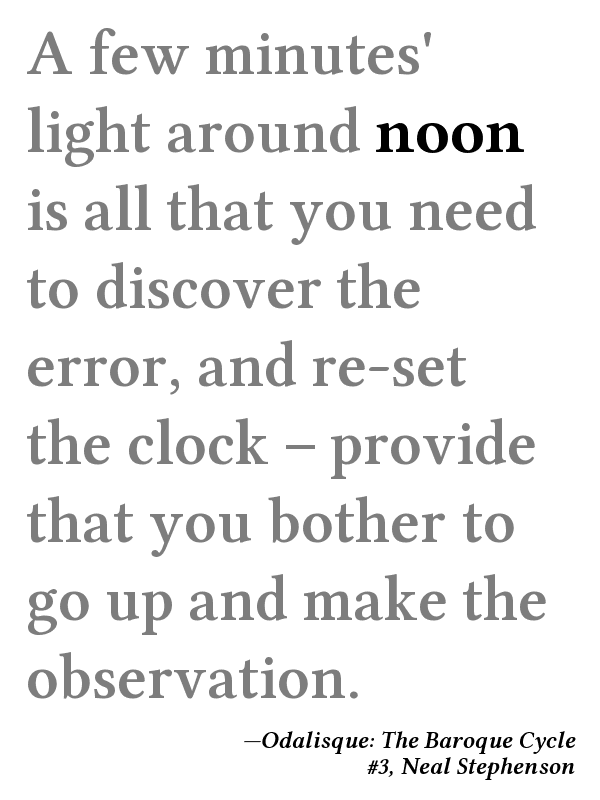 A few minutes'
light around noon
is all that you need
to discover the
error, and re-set
the clock – provide
that you bother to
go up and make the
observation.
—Odalisque: The Baroque Cycle
#3, Neal Stephenson